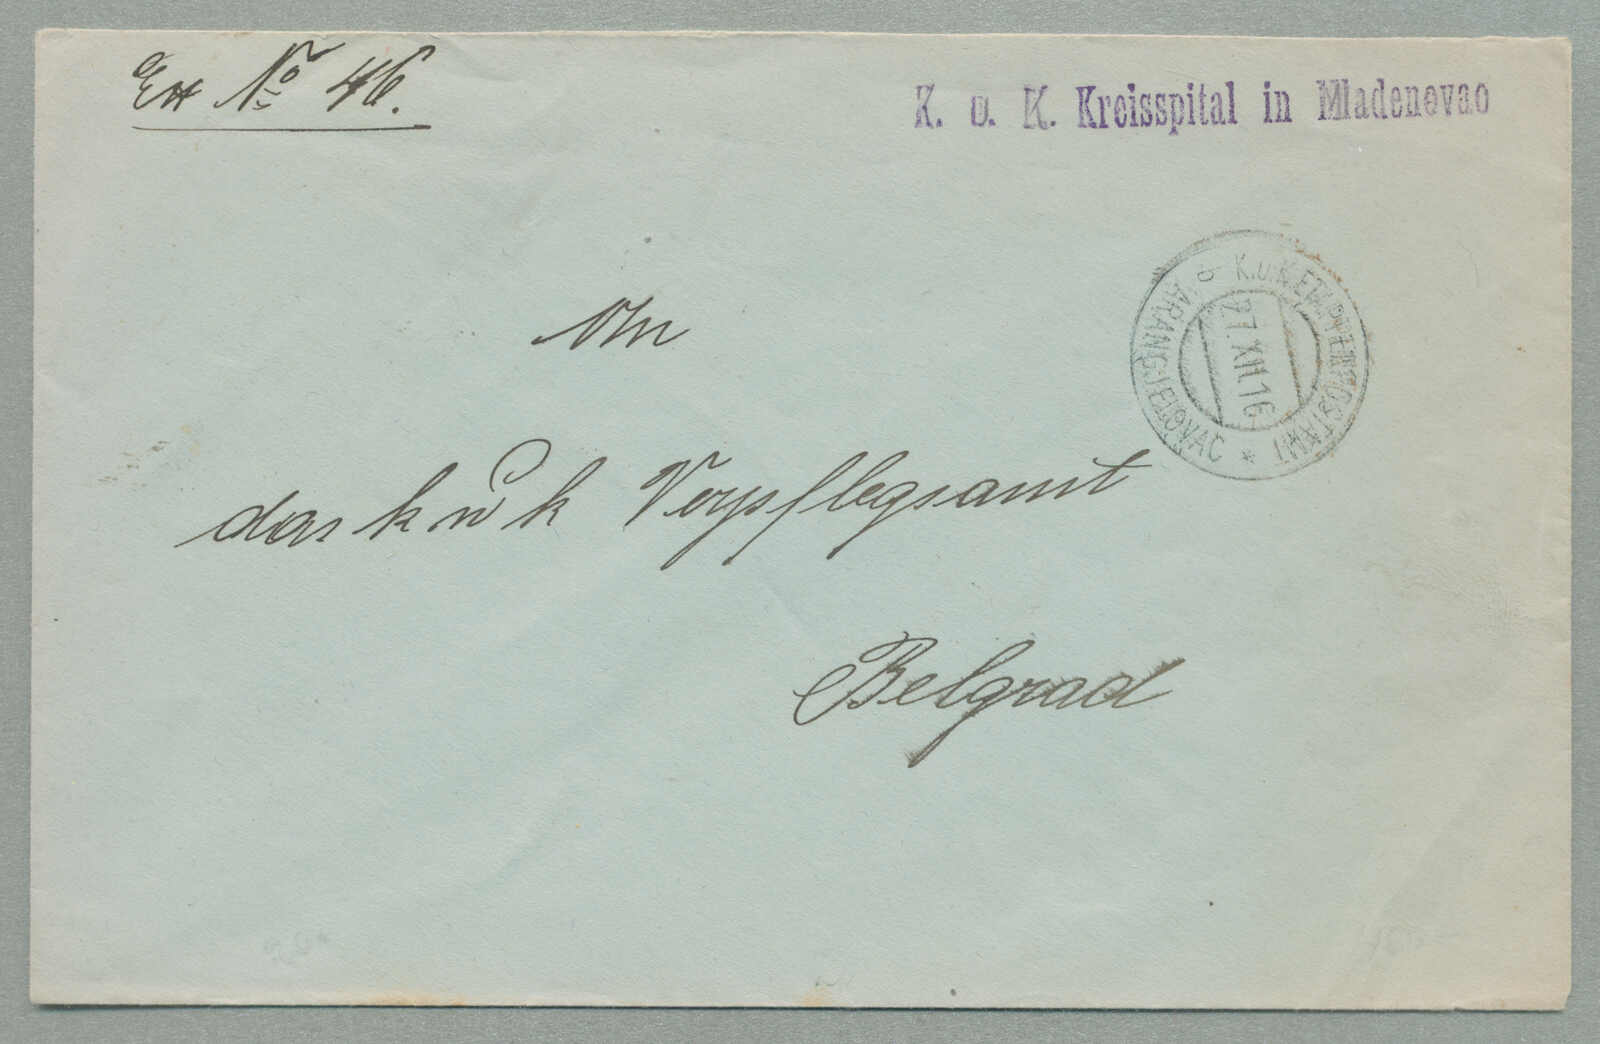 Ex No 46.
K. u. K. Kreisspital in Mladenovac
K.u.K. ETAPPENPOSTAMT
27.XII.16
b ARANGJELOVAC *
An
das k u k Verpflegsamt
Belgrad